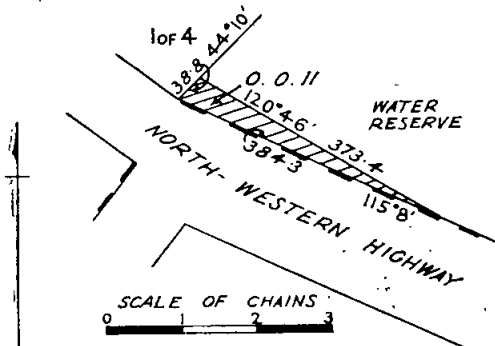 1 OF 4
38·8 44°10'
0. 0. 11
120°46'
WATER
RESERVE
373·4
384·3
115°8'
NORTH-WESTERN HIGHWAY
SCALE OF CHAINS
0 1 2 3